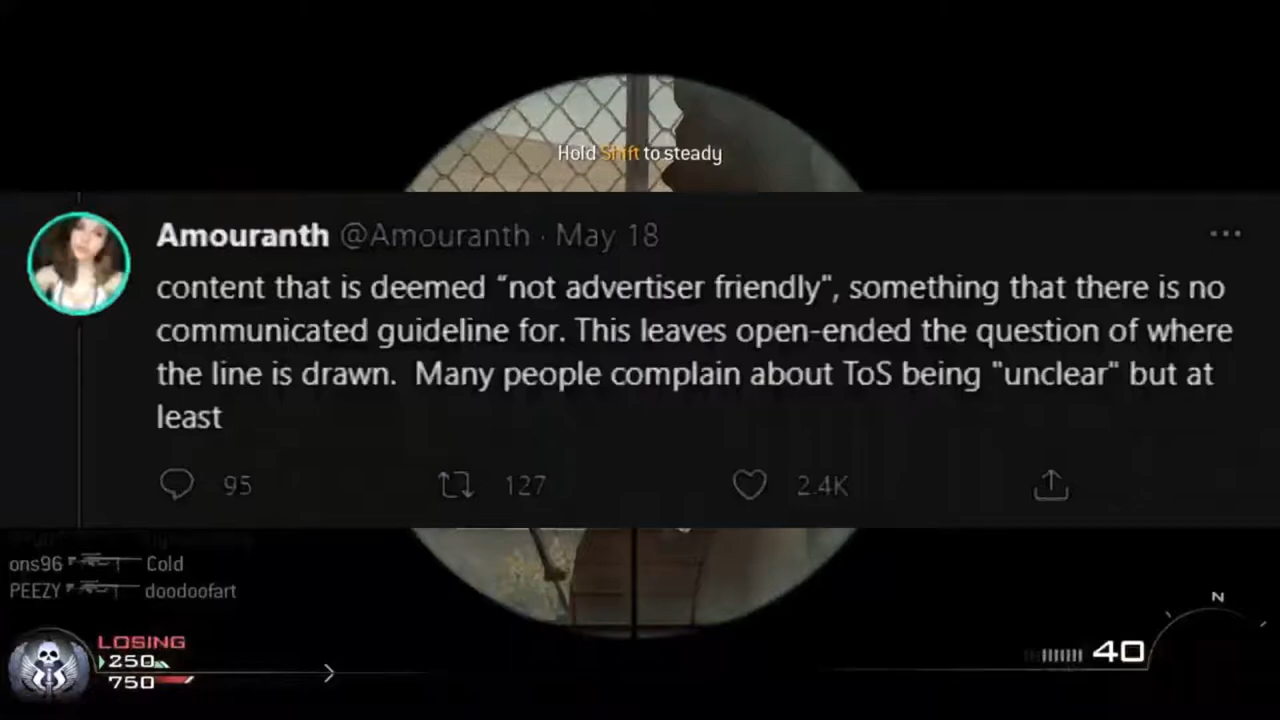 Hold Shift to steady
Amouranth @Amouranth · May 18
content that is deemed “not advertiser friendly", something that there is no
communicated guideline for. This leaves open-ended the question of where
the line is drawn.  Many people complain about ToS being "unclear" but at
least
95 127 2.4K
ons96 Cold
PEEZY doodoofart
LOSING
250
750
N
40